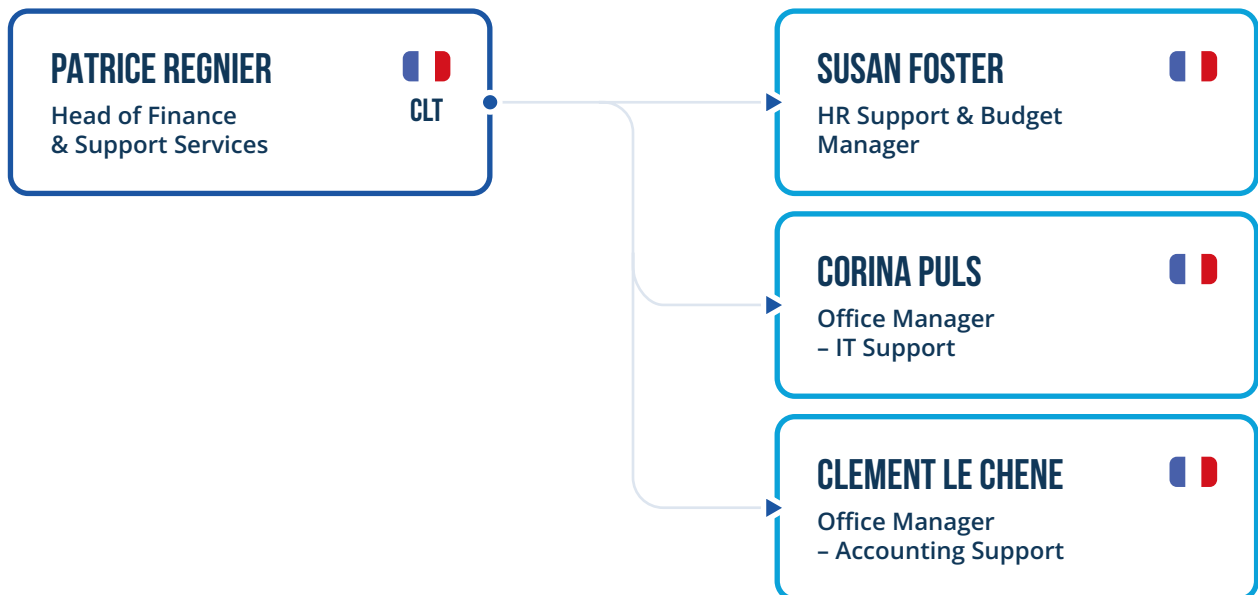 PATRICE REGNIER
CLT
Head of Finance
& Support Services
SUSAN FOSTER
HR Support & Budget
Manager
CORINA PULS
Office Manager
– IT Support
CLEMENT LE CHENE
Office Manager
– Accounting Support